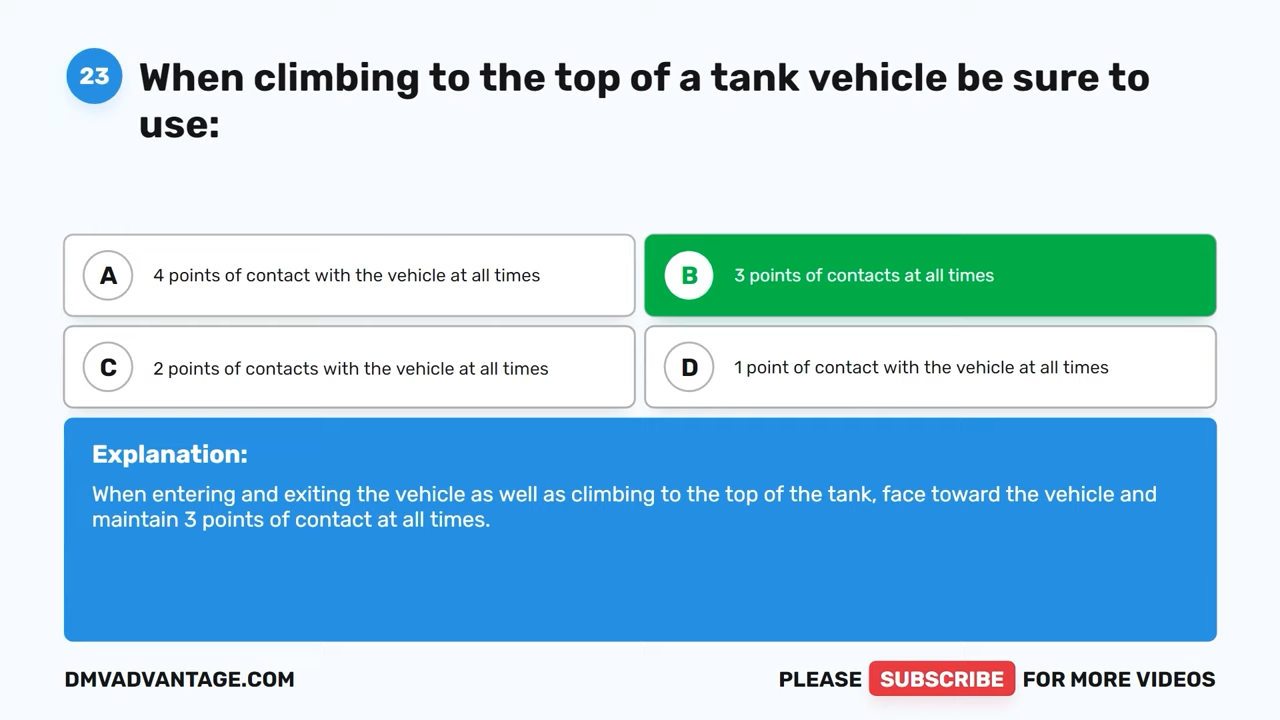 23
When climbing to the top of a tank vehicle be sure to
use:
A
4 points of contact with the vehicle at all times
B
3 points of contacts at all times
C
2 points of contacts with the vehicle at all times
D
1 point of contact with the vehicle at all times
Explanation:
When entering and exiting the vehicle as well as climbing to the top of the tank, face toward the vehicle and
maintain 3 points of contact at all times.
DMVADVANTAGE.COM
PLEASE SUBSCRIBE FOR MORE VIDEOS